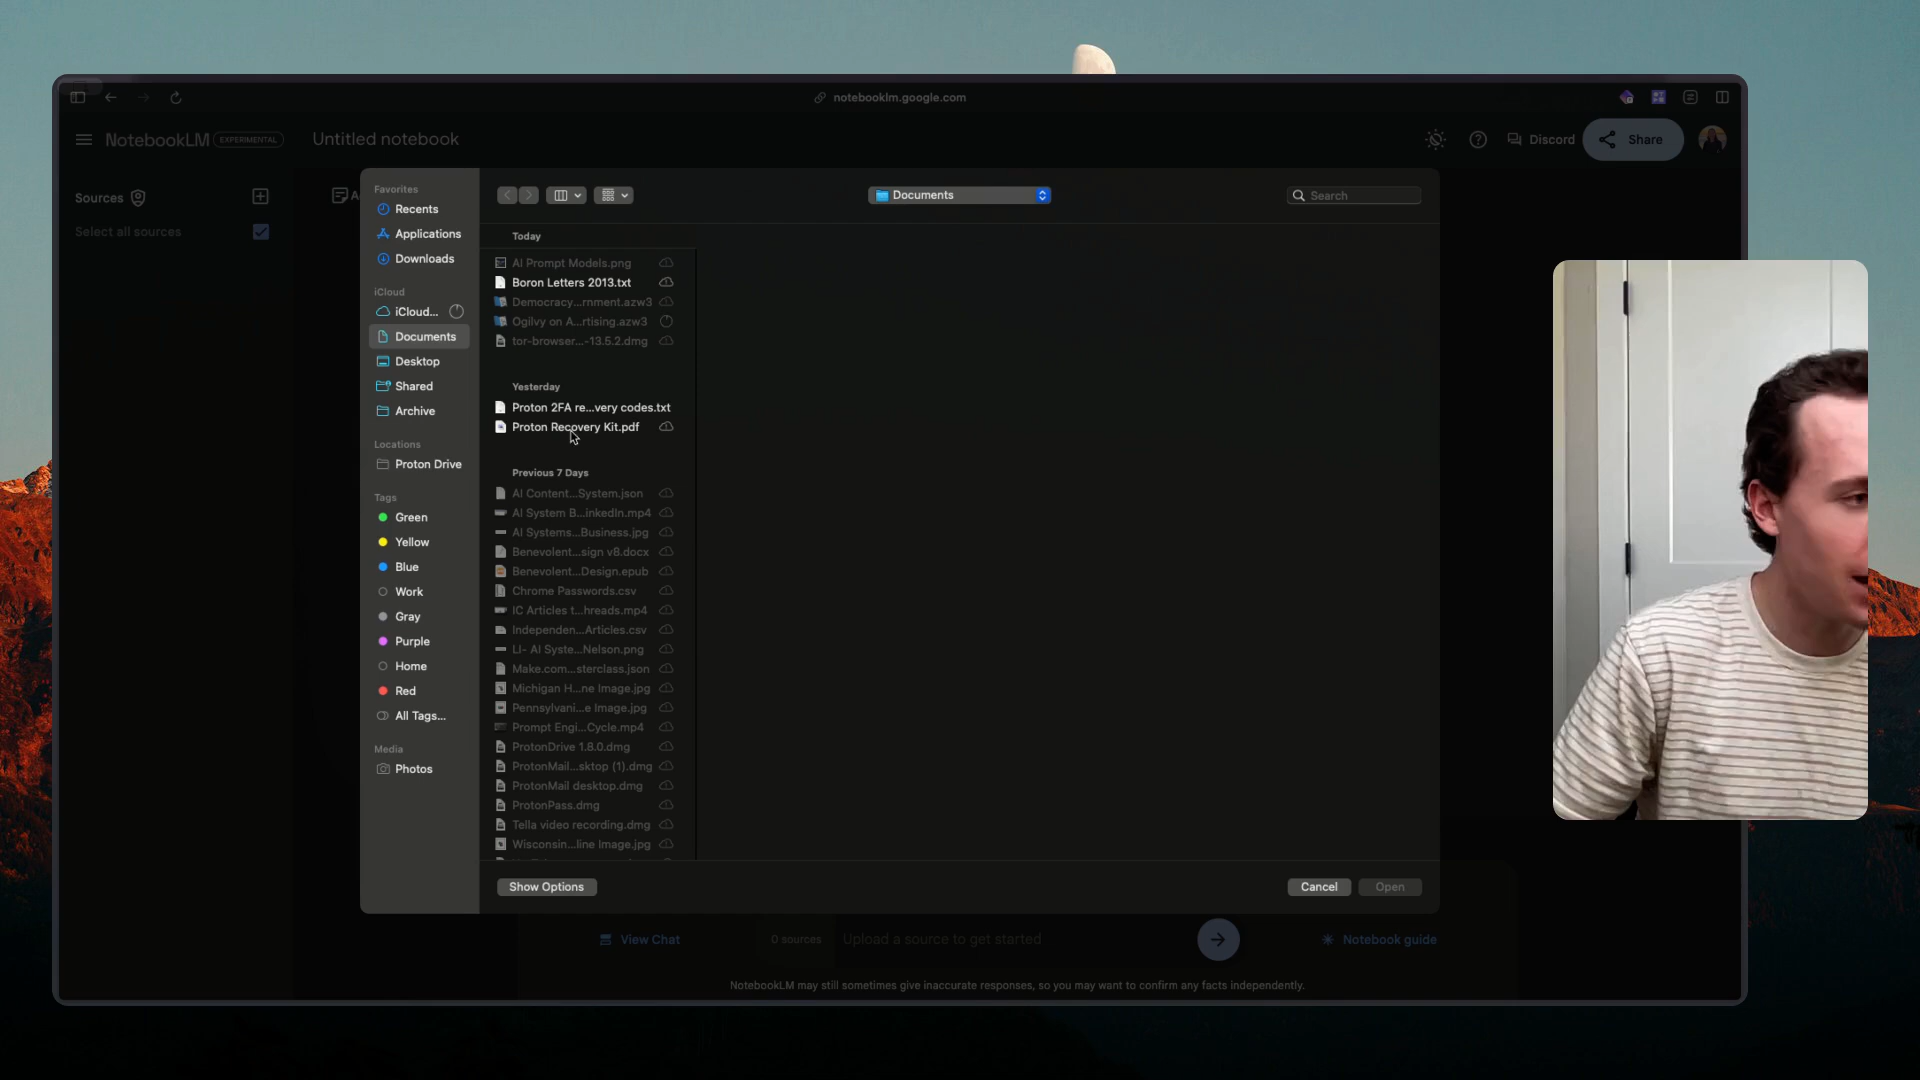 notebooklm.google.com
NotebookLM
EXPERIMENTAL
Untitled notebook
Discord
Share
Sources
Select all sources
A
Favorites
Recents
Applications
Downloads
iCloud
iCloud...
Documents
Desktop
Shared
Archive
Locations
Proton Drive
Tags
Green
Yellow
Blue
Work
Gray
Purple
Home
Red
All Tags...
Media
Photos
Documents
Search
Today
AI Prompt Models.png
Boron Letters 2013.txt
Democracy...rnment.azw3
Ogilvy on A...rtising.azw3
tor-browser...-13.5.2.dmg
Yesterday
Proton 2FA re...very codes.txt
Proton Recovery Kit.pdf
Previous 7 Days
AI Content...System.json
AI System B...inkedIn.mp4
AI Systems...Business.jpg
Benevolent...sign v8.docx
Benevolent...Design.epub
Chrome Passwords.csv
IC Articles t...hreads.mp4
Independen...Articles.csv
LI- AI Syste...Nelson.png
Make.com...sterclass.json
Michigan H...ne Image.jpg
Pennsylvani...e Image.jpg
Prompt Engi...Cycle.mp4
ProtonDrive 1.8.0.dmg
ProtonMail...sktop (1).dmg
ProtonMail desktop.dmg
ProtonPass.dmg
Tella video recording.dmg
Wisconsin...line Image.jpg
Show Options
Cancel
Open
View Chat
0 sources
Upload a source to get started
Notebook guide
NotebookLM may still sometimes give inaccurate responses, so you may want to confirm any facts independently.